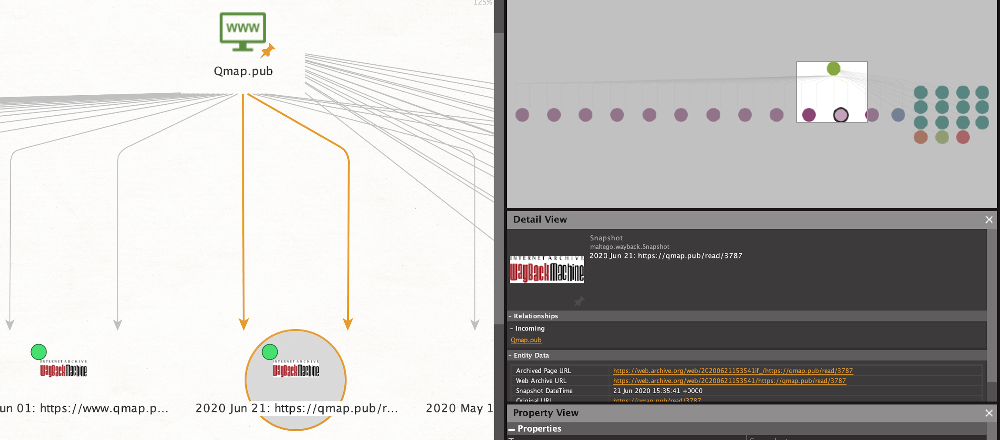 125%
WWW
Qmap.pub
INTERNET ARCHIVE
WayBackMachine
INTERNET ARCHIVE
WayBackMachine
un 01: https://www.qmap.p...
2020 Jun 21: https://qmap.pub/r...
2020 May 1
Detail View
Snapshot
maltego.wayback.Snapshot
2020 Jun 21: https://qmap.pub/read/3787
INTERNET ARCHIVE
WayBackMachine
– Relationships
– Incoming
Qmap.pub
– Entity Data
Archived Page URL https://web.archive.org/web/20200621153541if_/https://qmap.pub/read/3787
Web Archive URL https://web.archive.org/web/20200621153541/https://qmap.pub/read/3787
Snapshot DateTime 21 Jun 2020 15:35:41 +0000
Original URL https://qmap.pub/read/3787
Property View
– Properties